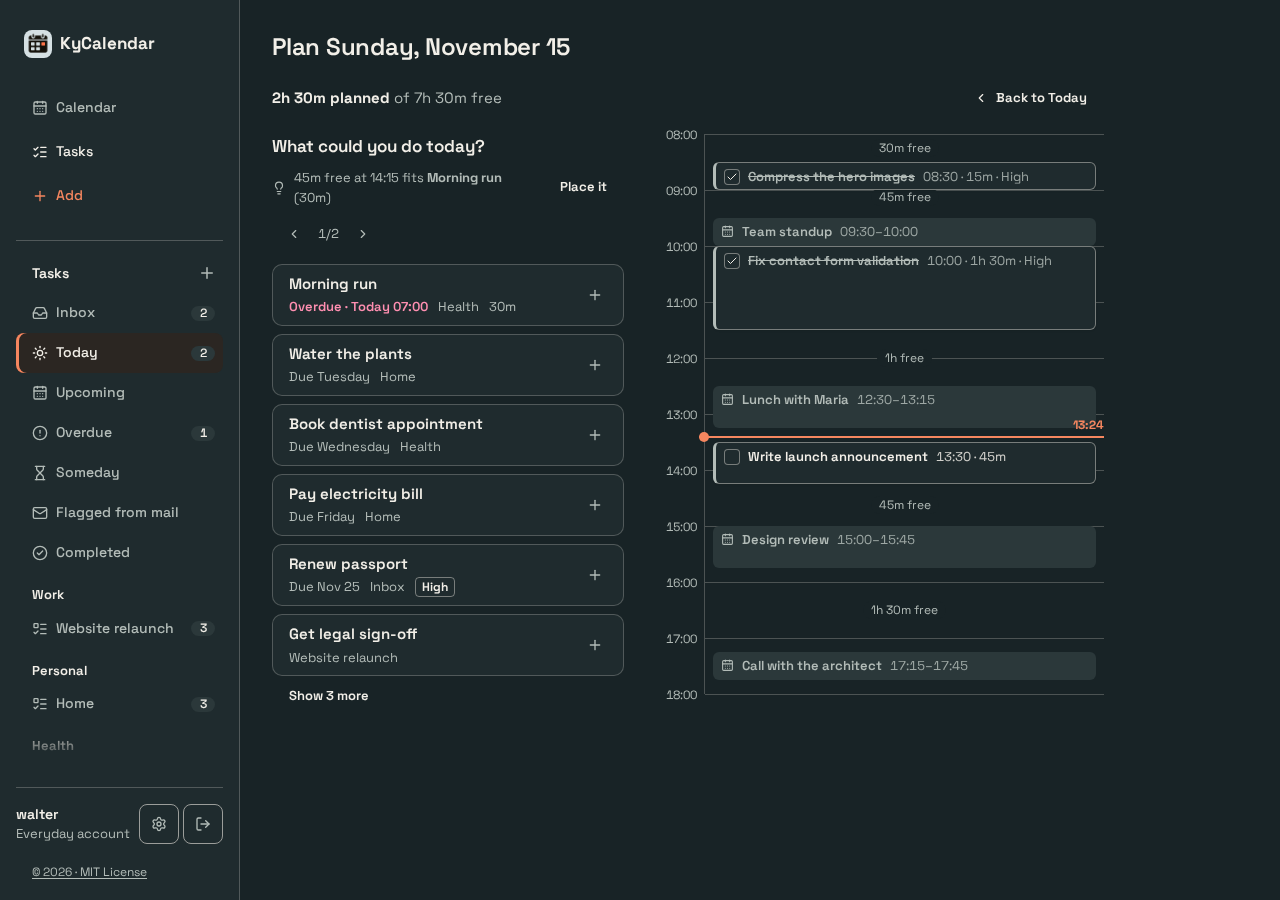 KyCalendar
Calendar
Tasks
Add
Tasks
Inbox 2
Today 2
Upcoming
Overdue 1
Someday
Flagged from mail
Completed
Work
Website relaunch 3
Personal
Home 3
Health
walter
Everyday account
© 2026 · MIT License
Plan Sunday, November 15
2h 30m planned of 7h 30m free
Back to Today
What could you do today?
45m free at 14:15 fits Morning run
(30m)
Place it
1/2
Morning run
Overdue · Today 07:00 Health 30m
Water the plants
Due Tuesday Home
Book dentist appointment
Due Wednesday Health
Pay electricity bill
Due Friday Home
Renew passport
Due Nov 25 Inbox High
Get legal sign-off
Website relaunch
Show 3 more
08:00
30m free
Compress the hero images 08:30 · 15m · High
09:00
45m free
Team standup 09:30–10:00
10:00
Fix contact form validation 10:00 · 1h 30m · High
11:00
12:00
1h free
Lunch with Maria 12:30–13:15
13:00
13:24
Write launch announcement 13:30 · 45m
14:00
45m free
15:00
Design review 15:00–15:45
16:00
1h 30m free
17:00
Call with the architect 17:15–17:45
18:00